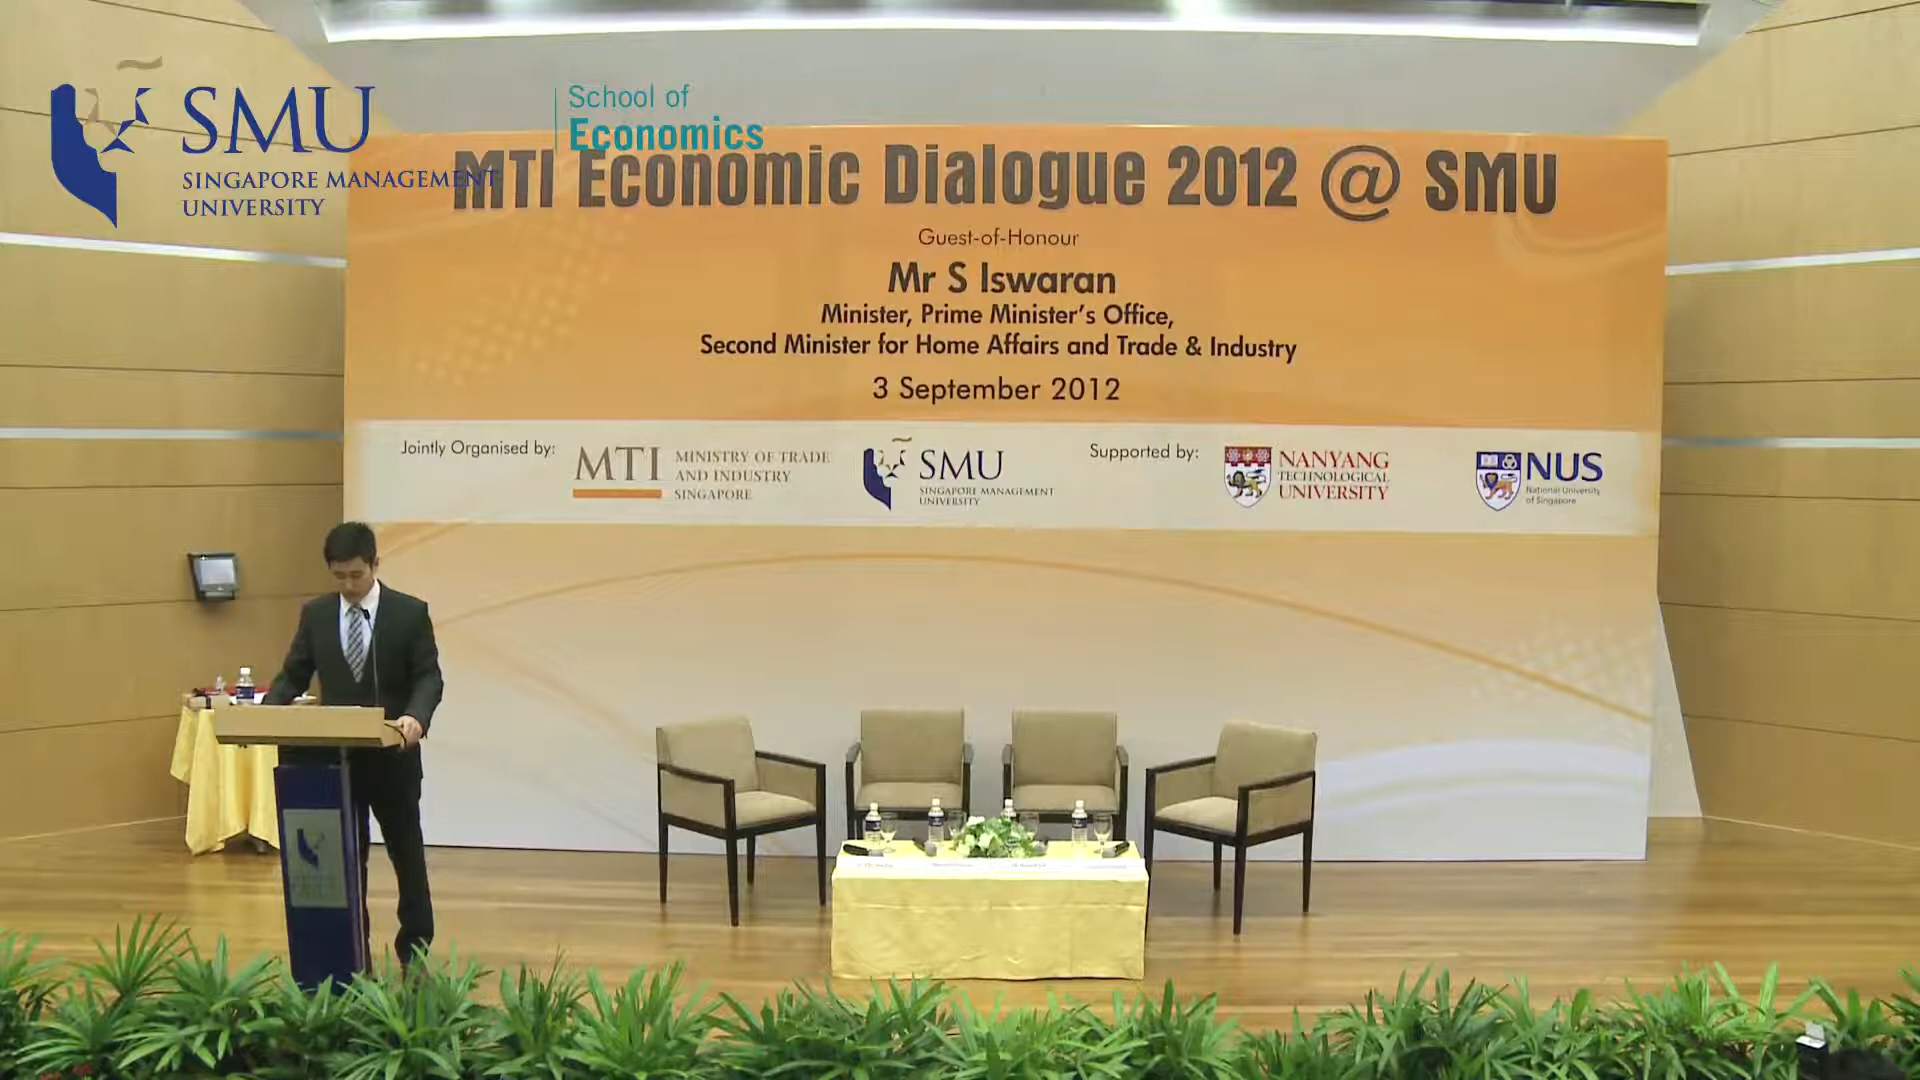 SMU
SINGAPORE MANAGEMENT
UNIVERSITY
School of
Economics
MTI Economic Dialogue 2012 @ SMU
Guest-of-Honour
Mr S Iswaran
Minister, Prime Minister's Office,
Second Minister for Home Affairs and Trade & Industry
3 September 2012
Jointly Organised by:
MTI
MINISTRY OF TRADE
AND INDUSTRY
SINGAPORE
SMU
SINGAPORE MANAGEMENT
UNIVERSITY
Supported by:
NANYANG
TECHNOLOGICAL
UNIVERSITY
NUS
National University
of Singapore